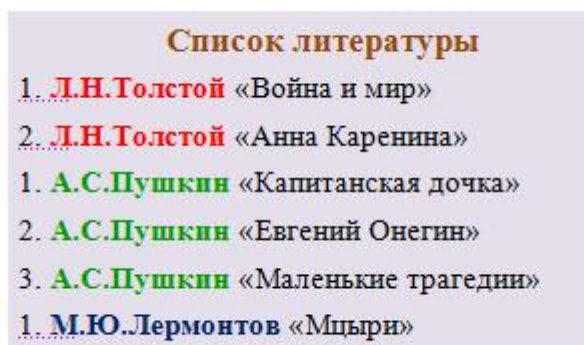 Список литературы
1. Л.Н.Толстой «Война и мир»
2. Л.Н.Толстой «Анна Каренина»
1. А.С.Пушкин «Капитанская дочка»
2. А.С.Пушкин «Евгений Онегин»
3. А.С.Пушкин «Маленькие трагедии»
1. М.Ю.Лермонтов «Мцыри»